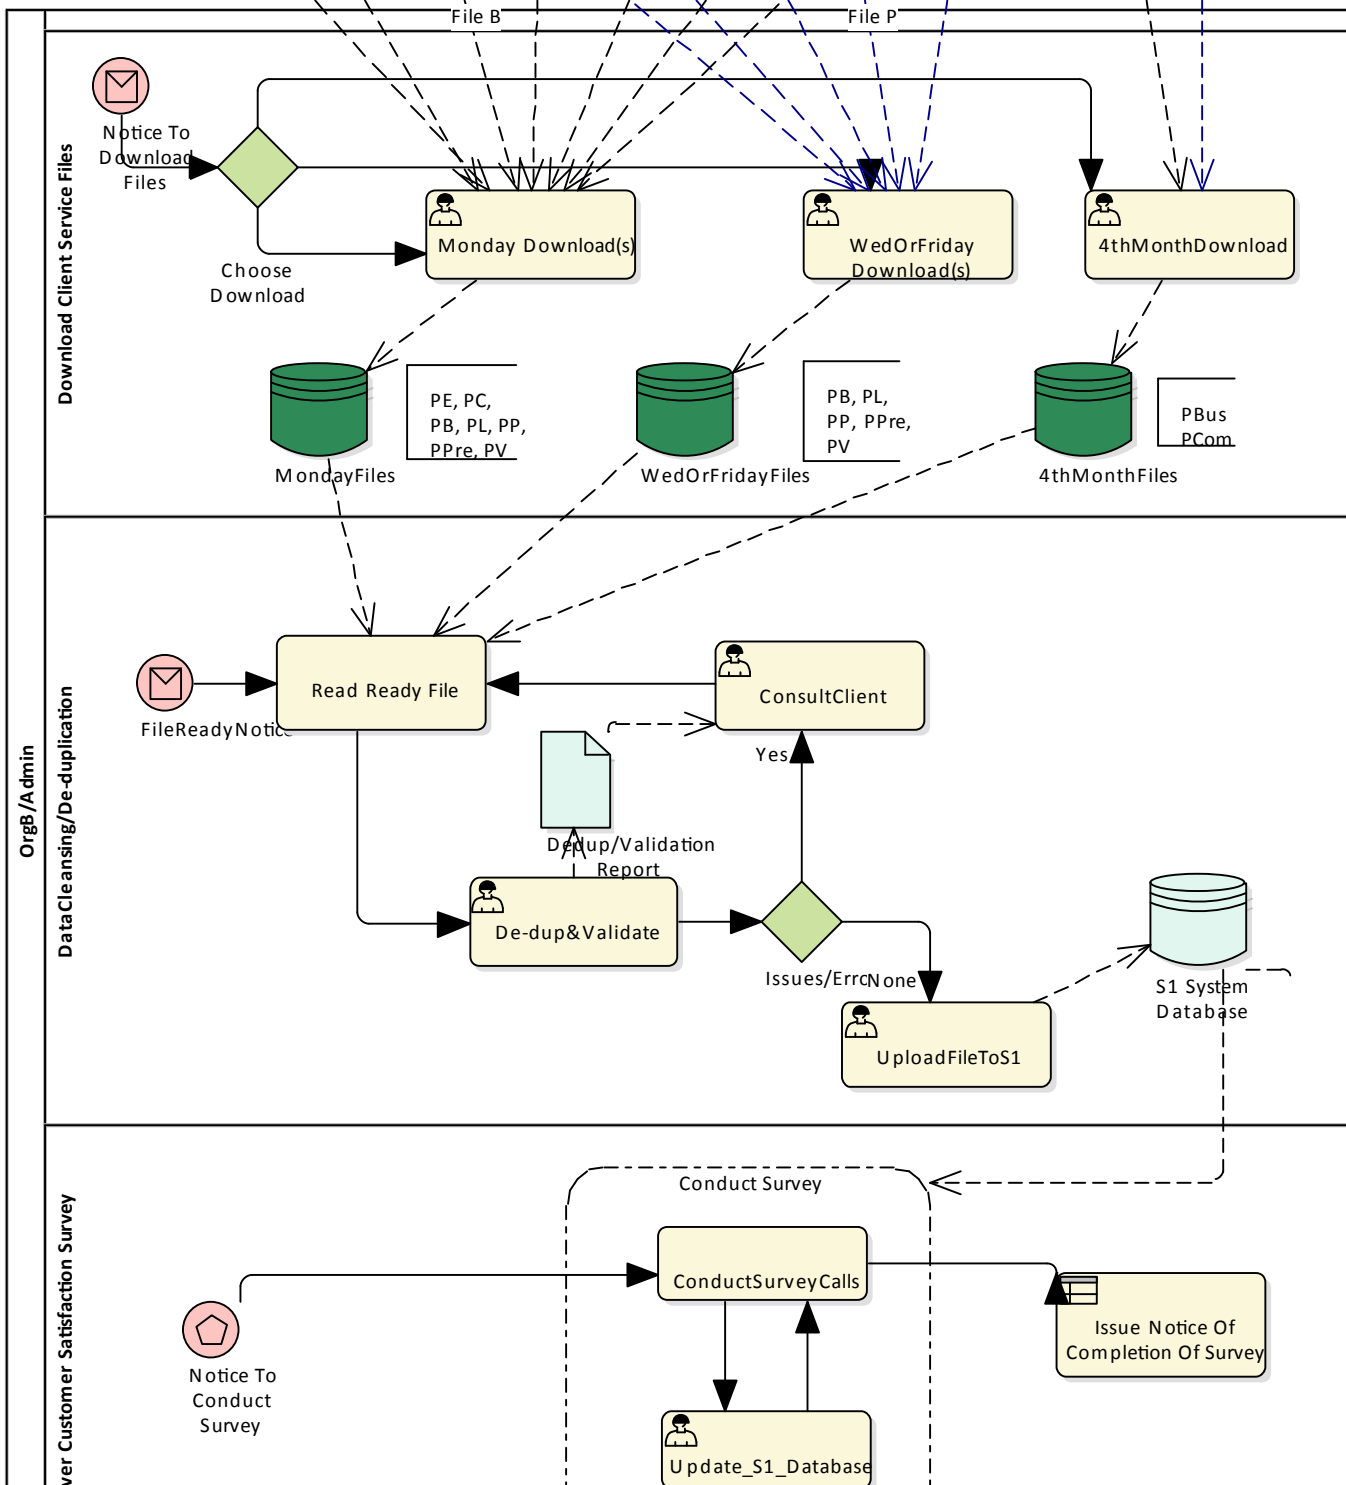 File B
File P
Download Client Service Files
Notice To
Download
Files
Choose
Download
Monday Download(s)
WedOrFriday
Download(s)
4thMonthDownload
PE, PC,
PB, PL, PP,
PPre, PV
PB, PL,
PP, PPre,
PV
PBus
PCom
MondayFiles
WedOrFridayFiles
4thMonthFiles
OrgB/Admin
DataCleansing/De-duplication
FileReadyNotice
Read Ready File
ConsultClient
Yes
Dedup/Validation
Report
De-dup&Validate
Issues/Errc
None
UploadFileToS1
S1 System
Database
ver Customer Satisfaction Survey
Conduct Survey
ConductSurveyCalls
Notice To
Conduct
Survey
Issue Notice Of
Completion Of Survey
Update_S1_Database